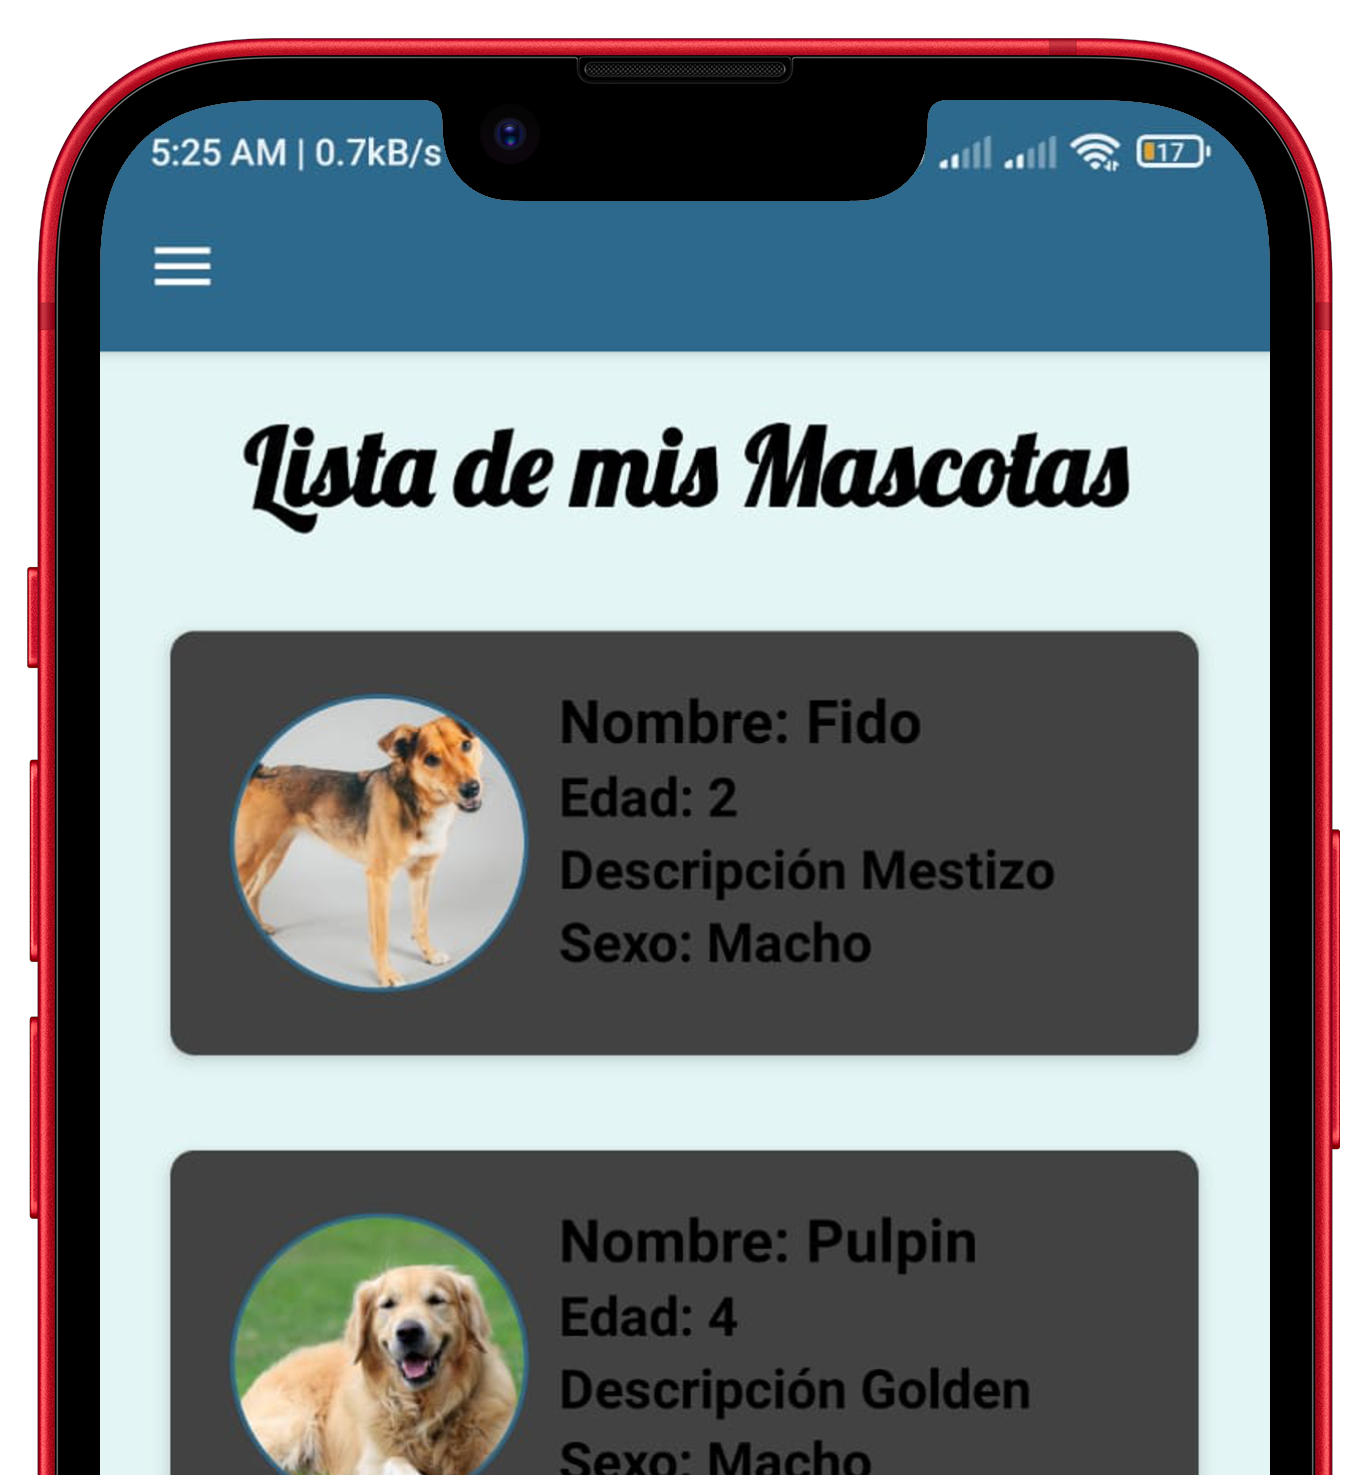 5:25 AM | 0.7kB/s
17
Lista de mis Mascotas
Nombre: Fido
Edad: 2
Descripción Mestizo
Sexo: Macho
Nombre: Pulpin
Edad: 4
Descripción Golden
Sexo: Macho